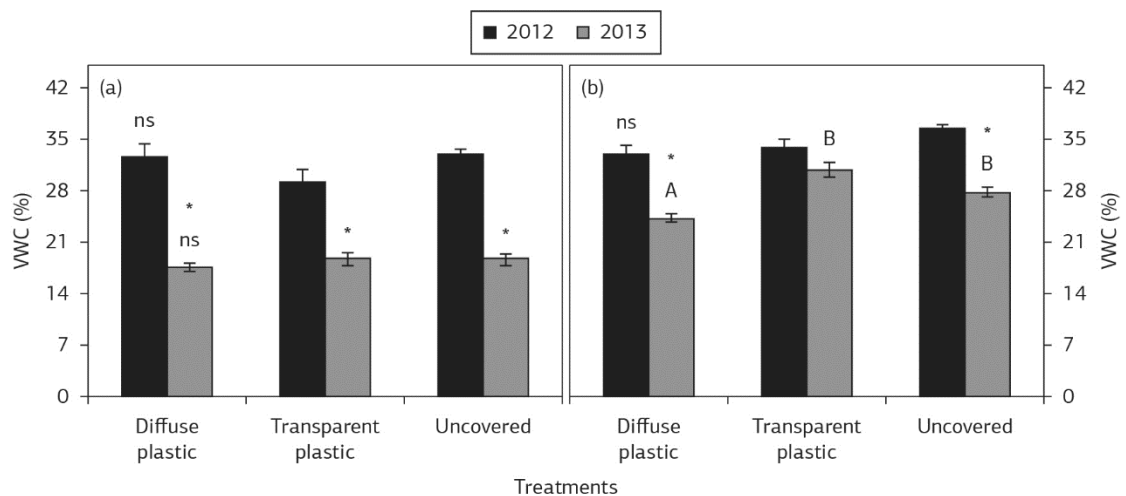 2012 2013
(a)
(b)
VWC (%)
42
35
28
21
14
7
0
ns
*
ns
*
*
Diffuse
plastic
Transparent
plastic
Uncovered
ns
*
A
B
*
B
Diffuse
plastic
Transparent
plastic
Uncovered
42
35
28
21
14
7
0
VWC (%)
Treatments